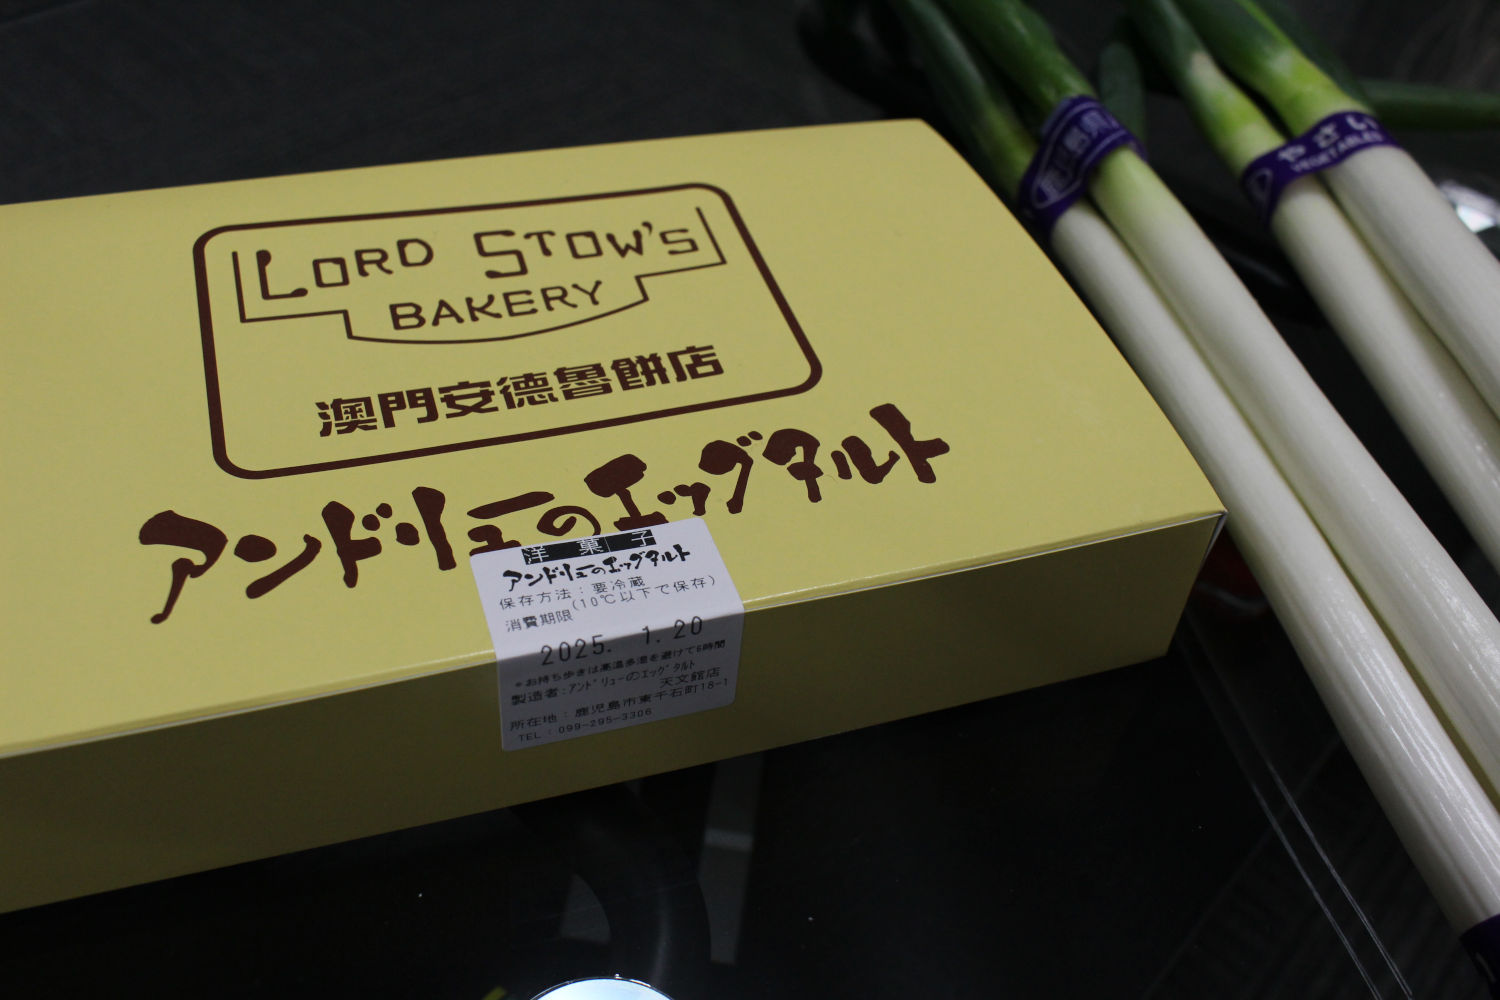 LORD STOW'S
BAKERY
澳門安德魯餅店
アンドリューのエッグタルト
洋菓子
アンドリューのエッグタルト
保存方法：要冷蔵
(10℃以下で保存)
消費期限
2025. 1.20
*お持ち歩きは高温多湿を避けて6時間
製造者:アンドリューのエッグタルト
天文館店
所在地：鹿児島市東千石町18-1
TEL：099-295-3306
やさい
VEGETABLES